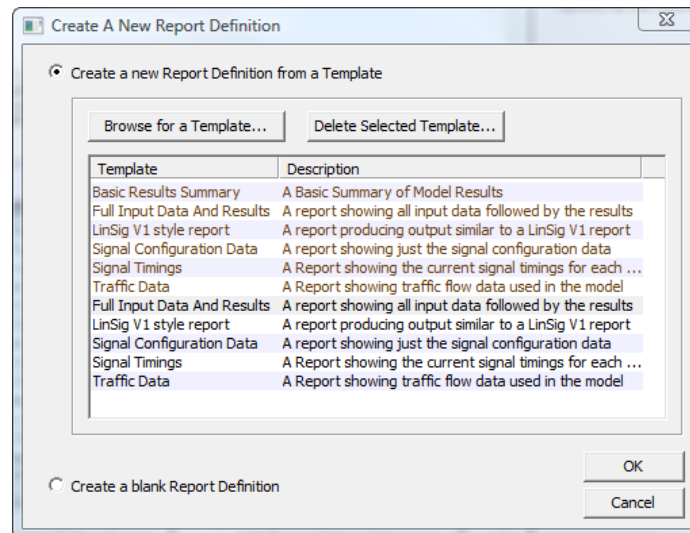 Create A New Report Definition
Create a new Report Definition from a Template
Browse for a Template... Delete Selected Template...
Template Description
Basic Results Summary A Basic Summary of Model Results
Full Input Data And Results A report showing all input data followed by the results
LinSig V1 style report A report producing output similar to a LinSig V1 report
Signal Configuration Data A report showing just the signal configuration data
Signal Timings A Report showing the current signal timings for each ...
Traffic Data A Report showing traffic flow data used in the model
Full Input Data And Results A report showing all input data followed by the results
LinSig V1 style report A report producing output similar to a LinSig V1 report
Signal Configuration Data A report showing just the signal configuration data
Signal Timings A Report showing the current signal timings for each ...
Traffic Data A Report showing traffic flow data used in the model
OK
Create a blank Report Definition
Cancel